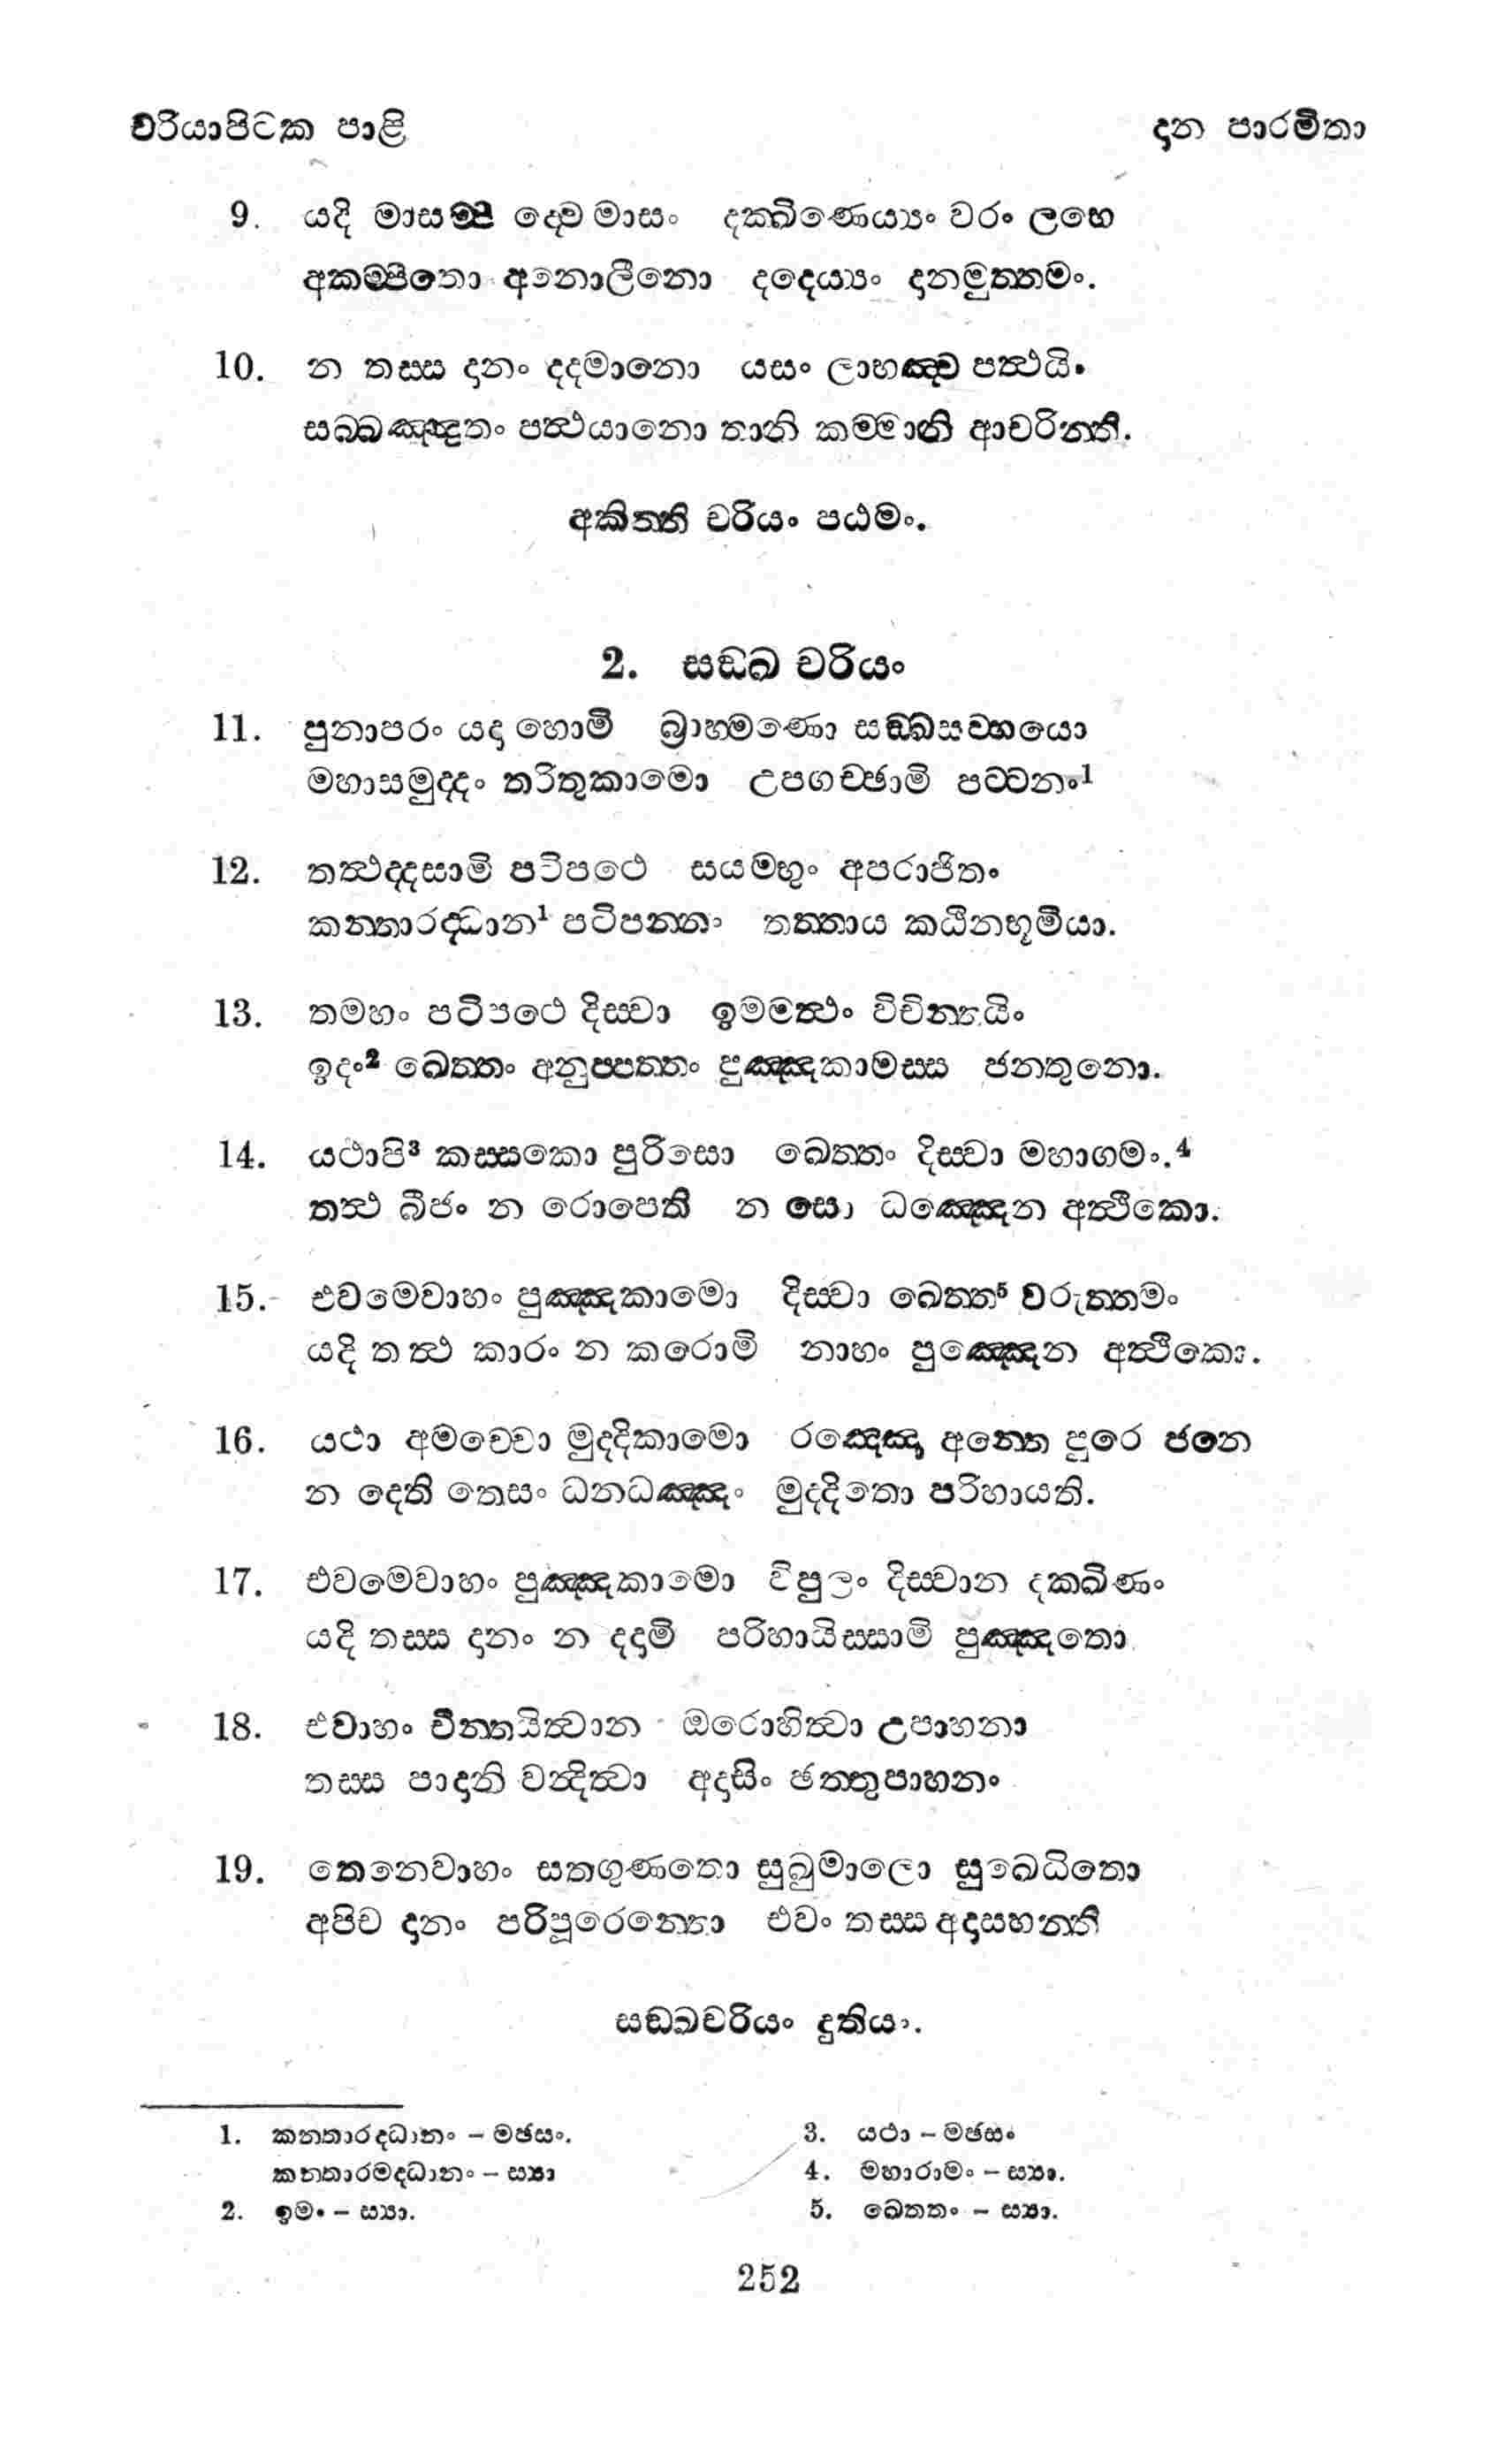 චරියාපිටක පාළි
දාන පාරමිතා
9. යදි මාසම්පි ද්වෙමාසං දක්ඛිණෙය්‍යං වරං ලභෙ
අකම්පිතො අනොලීනො දදෙය්‍යං දානමුත්තමං.
10. න තස්ස දානං දදමානො යසං ලාභඤ්ච පත්ථයිං
සබ්බඤ්ඤුතං පත්ථයානො තානි කම්මානි ආචරින්ති.
අකිත්ති චරියං පඨමං.
2. සඞ්ඛ චරියං
11. පුනාපරං යදා හොමි බ්‍රාහ්මණො සඞ්ඛසව්හයො
මහාසමුද්දං තරිතුකාමො උපගච්ඡාමි පට්ටනං1
12. තත්ථද්දසාමි පටිපථෙ සයම්භුං අපරාජිතං
කන්තාරද්ධාන1 පටිපන්නං තත්තාය කඨිනභූමියා.
13. තමහං පටිපථෙ දිස්වා ඉමමත්ථං විචින්තයිං
ඉදං2 ඛෙත්තං අනුප්පත්තං පුඤ්ඤකාමස්ස ජන්තුනො.
14. යථාපි3 කස්සකො පුරිසො ඛෙත්තං දිස්වා මහාගමං.4
තත්ථ බීජං න රොපෙති න සො ධඤ්ඤෙන අත්ථිකො.
15. එවමෙවාහං පුඤ්ඤකාමො දිස්වා ඛෙත්ත5 වරුත්තමං
යදි තත්ථ කාරං න කරොමි නාහං පුඤ්ඤෙන අත්ථිකො.
16. යථා අමච්චො මුද්දිකාමො රඤ්ඤො අන්තෙ පුරෙ ජනෙ
න දෙති තෙසං ධනධඤ්ඤං මුද්දිතො පරිහායති.
17. එවමෙවාහං පුඤ්ඤකාමො විපුලං දිස්වාන දක්ඛිණං
යදි තස්ස දානං න දදාමි පරිහායිස්සාමි පුඤ්ඤතො.
18. එවාහං චින්තයිත්වාන ඔරොහිත්වා උපාහනා
තස්ස පාදානි වන්දිත්වා අදාසිං ඡත්තුපාහනං
19. තෙනෙවාහං සතගුණතො සුඛුමාලො සුඛෙධිතො
අපිච දානං පරිපූරෙන්තො එවං තස්ස අදාසහන්ති
සඞ්ඛචරියං දුතියං.
1. කන්තාරද්ධානං – මඡසං.
කන්තාරමද්ධානං – ස්‍යා
2. ඉමං – ස්‍යා.
3. යථා – මඡසං
4. මහාරාමං – ස්‍යා.
5. ඛෙත්තං – ස්‍යා.
252